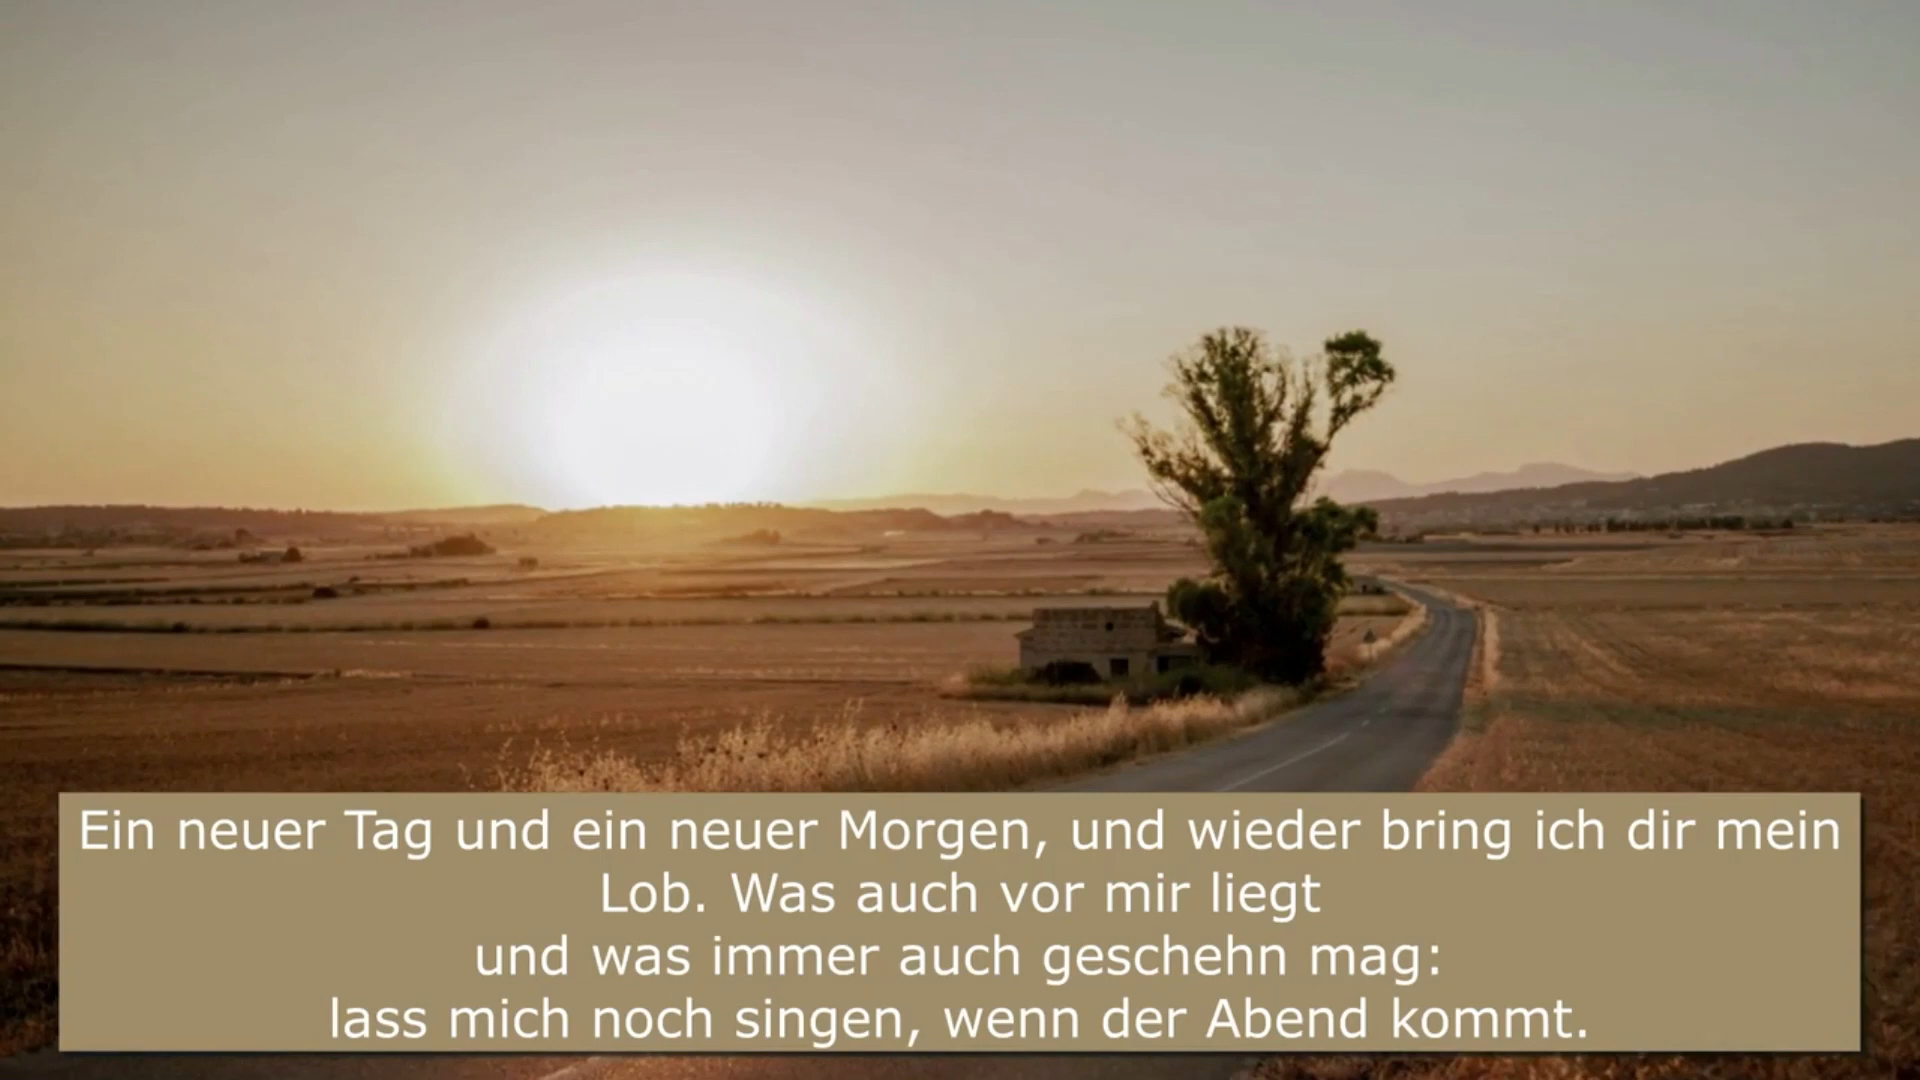 Ein neuer Tag und ein neuer Morgen, und wieder bring ich dir mein
Lob. Was auch vor mir liegt
und was immer auch geschehn mag:
lass mich noch singen, wenn der Abend kommt.